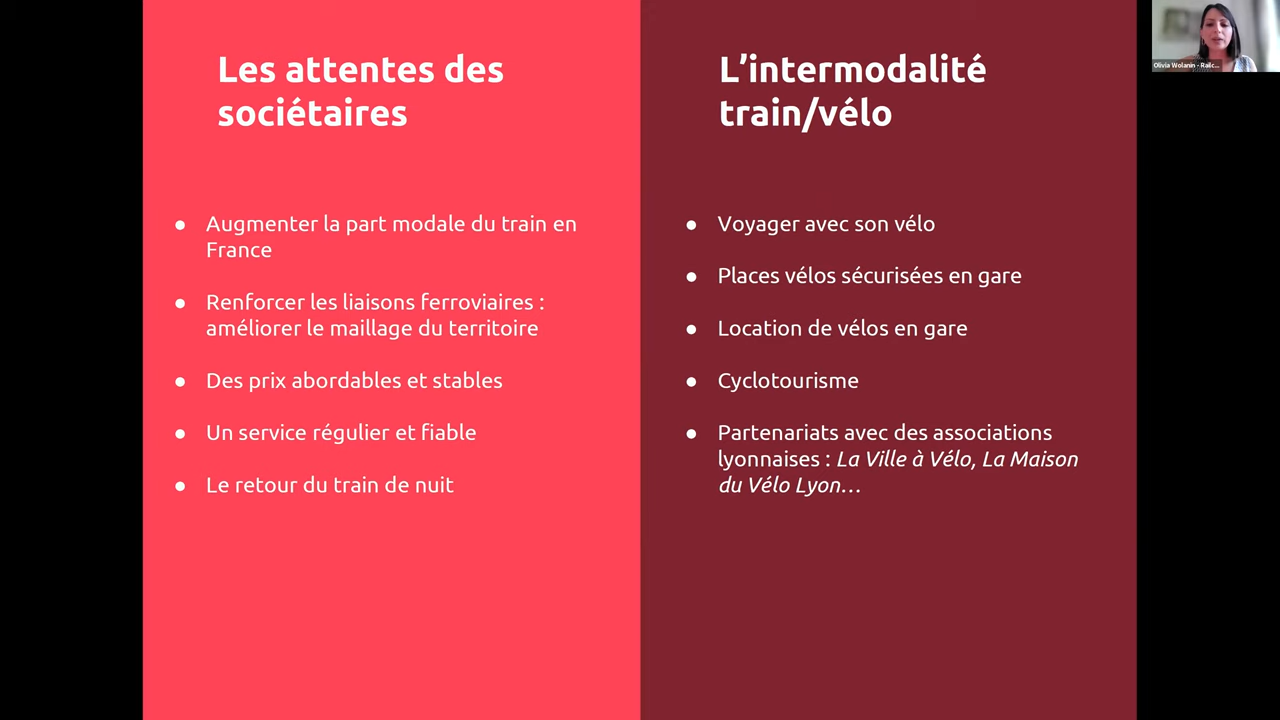 Les attentes des
sociétaires
● Augmenter la part modale du train en
France
● Renforcer les liaisons ferroviaires :
améliorer le maillage du territoire
● Des prix abordables et stables
● Un service régulier et fiable
● Le retour du train de nuit
L'intermodalité
train/vélo
● Voyager avec son vélo
● Places vélos sécurisées en gare
● Location de vélos en gare
● Cyclotourisme
● Partenariats avec des associations
lyonnaises : La Ville à Vélo, La Maison
du Vélo Lyon…
Olivia Wolanin - Railc...